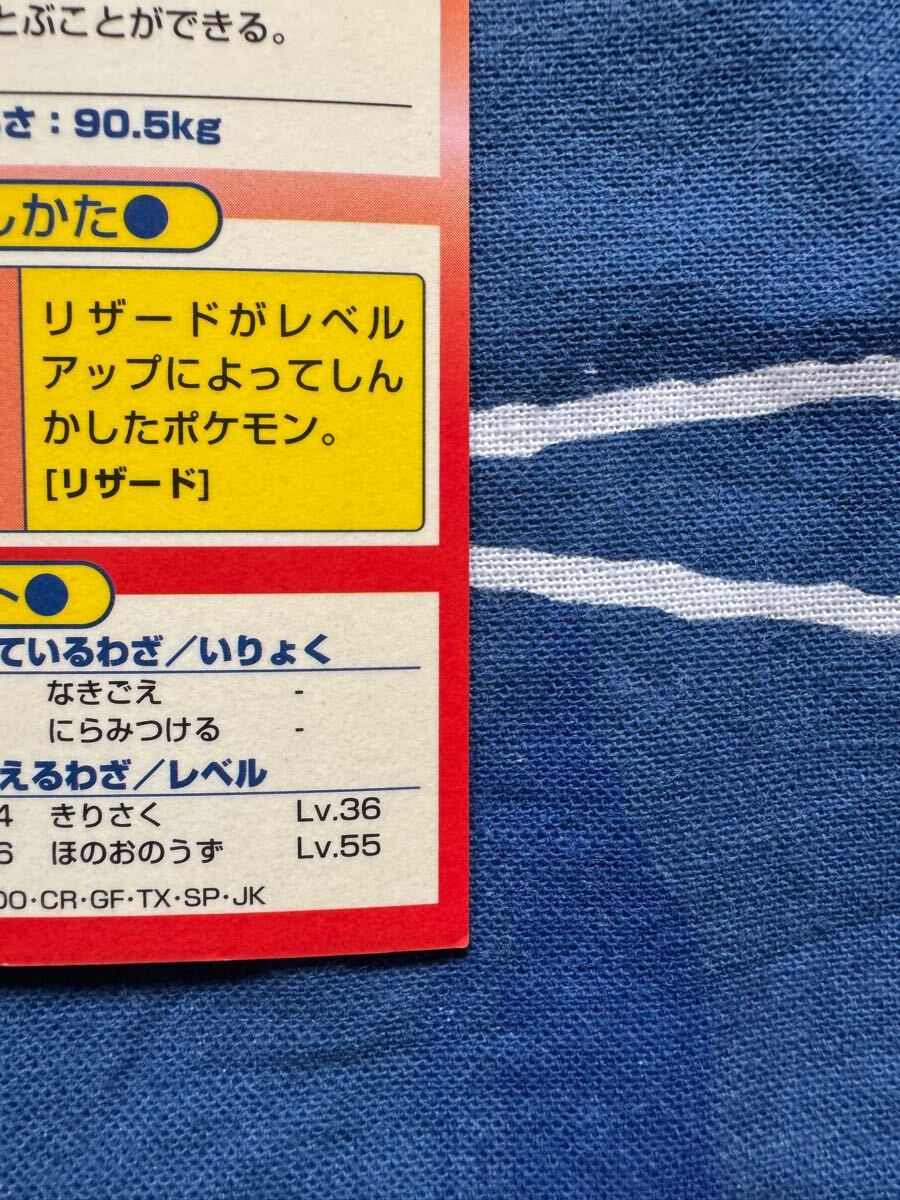 とぶことができる。
さ：90.5kg
しかた●
リザードがレベル
アップによってしん
かしたポケモン。
[リザード]
ト●
ているわざ／いりょく
なきごえ -
にらみつける -
えるわざ／レベル
4 きりさく Lv.36
6 ほのおのうず Lv.55
OO・CR・GF・TX・SP・JK